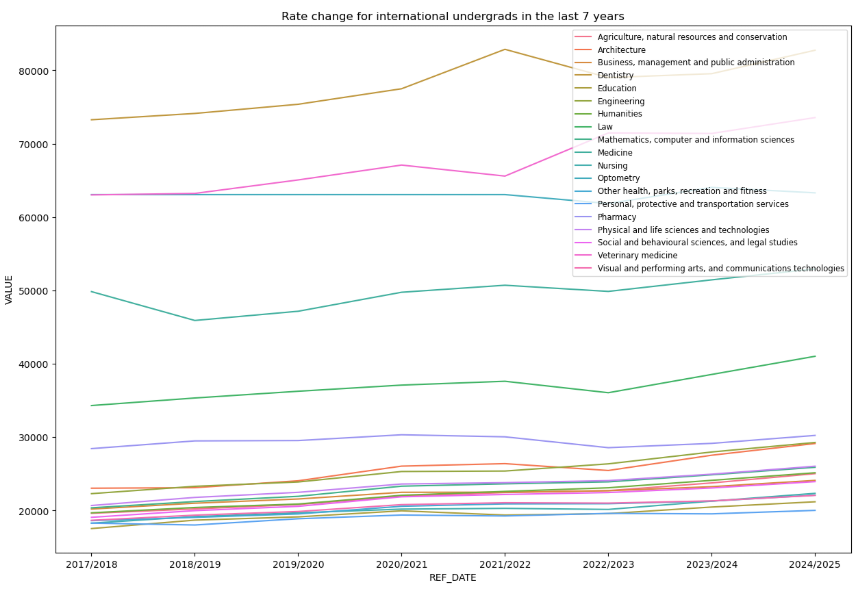 Rate change for international undergrads in the last 7 years
Agriculture, natural resources and conservation
Architecture
Business, management and public administration
Dentistry
Education
Engineering
Humanities
Law
Mathematics, computer and information sciences
Medicine
Nursing
Optometry
Other health, parks, recreation and fitness
Personal, protective and transportation services
Pharmacy
Physical and life sciences and technologies
Social and behavioural sciences, and legal studies
Veterinary medicine
Visual and performing arts, and communications technologies
80000
70000
60000
50000
40000
30000
20000
VALUE
2017/2018 2018/2019 2019/2020 2020/2021 2021/2022 2022/2023 2023/2024 2024/2025
REF_DATE